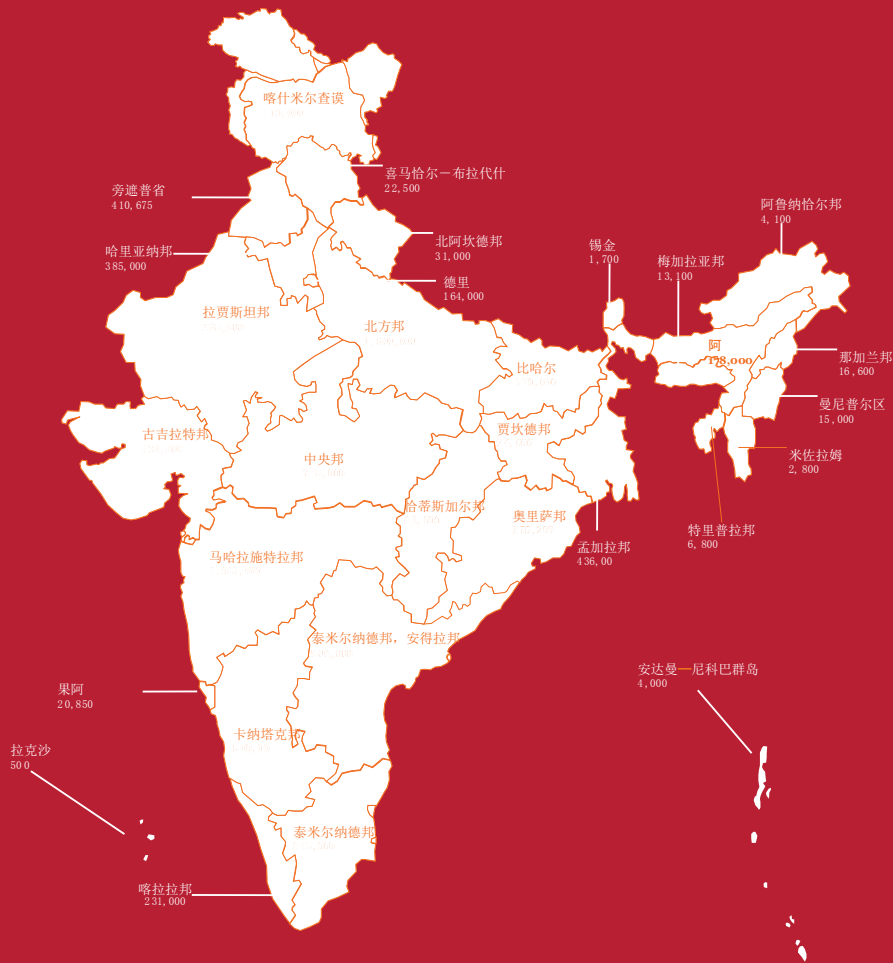 喀什米尔查谟
喜马恰尔－布拉代什
22,500
旁遮普省
410,675
阿鲁纳恰尔邦
4,100
北阿坎德邦
31,000
锡金
1,700
哈里亚纳邦
385,000
梅加拉亚邦
13,100
德里
164,000
拉贾斯坦邦
北方邦
阿
178,000
那加兰邦
16,600
比哈尔
曼尼普尔区
15,000
古吉拉特邦
贾坎德邦
中央邦
米佐拉姆
2,800
恰蒂斯加尔邦
奥里萨邦
特里普拉邦
6,800
孟加拉邦
436,00
马哈拉施特拉邦
泰米尔纳德邦，安得拉邦
安达曼一尼科巴群岛
4,000
果阿
20,850
卡纳塔克邦
拉克沙
500
泰米尔纳德邦
喀拉拉邦
231,000